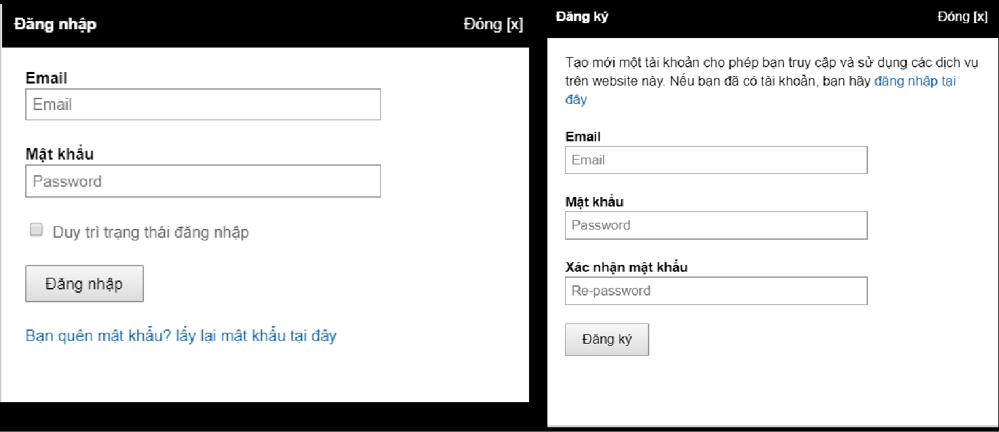 Đăng nhập
Đóng [x]
Email
Email
Mật khẩu
Password
Duy trì trạng thái đăng nhập
Đăng nhập
Bạn quên mật khẩu? lấy lại mật khẩu tại đây
Đăng ký
Đóng [x]
Tạo mới một tài khoản cho phép bạn truy cập và sử dụng các dịch vụ
trên website này. Nếu bạn đã có tài khoản, bạn hãy đăng nhập tại
đây
Email
Email
Mật khẩu
Password
Xác nhận mật khẩu
Re-password
Đăng ký